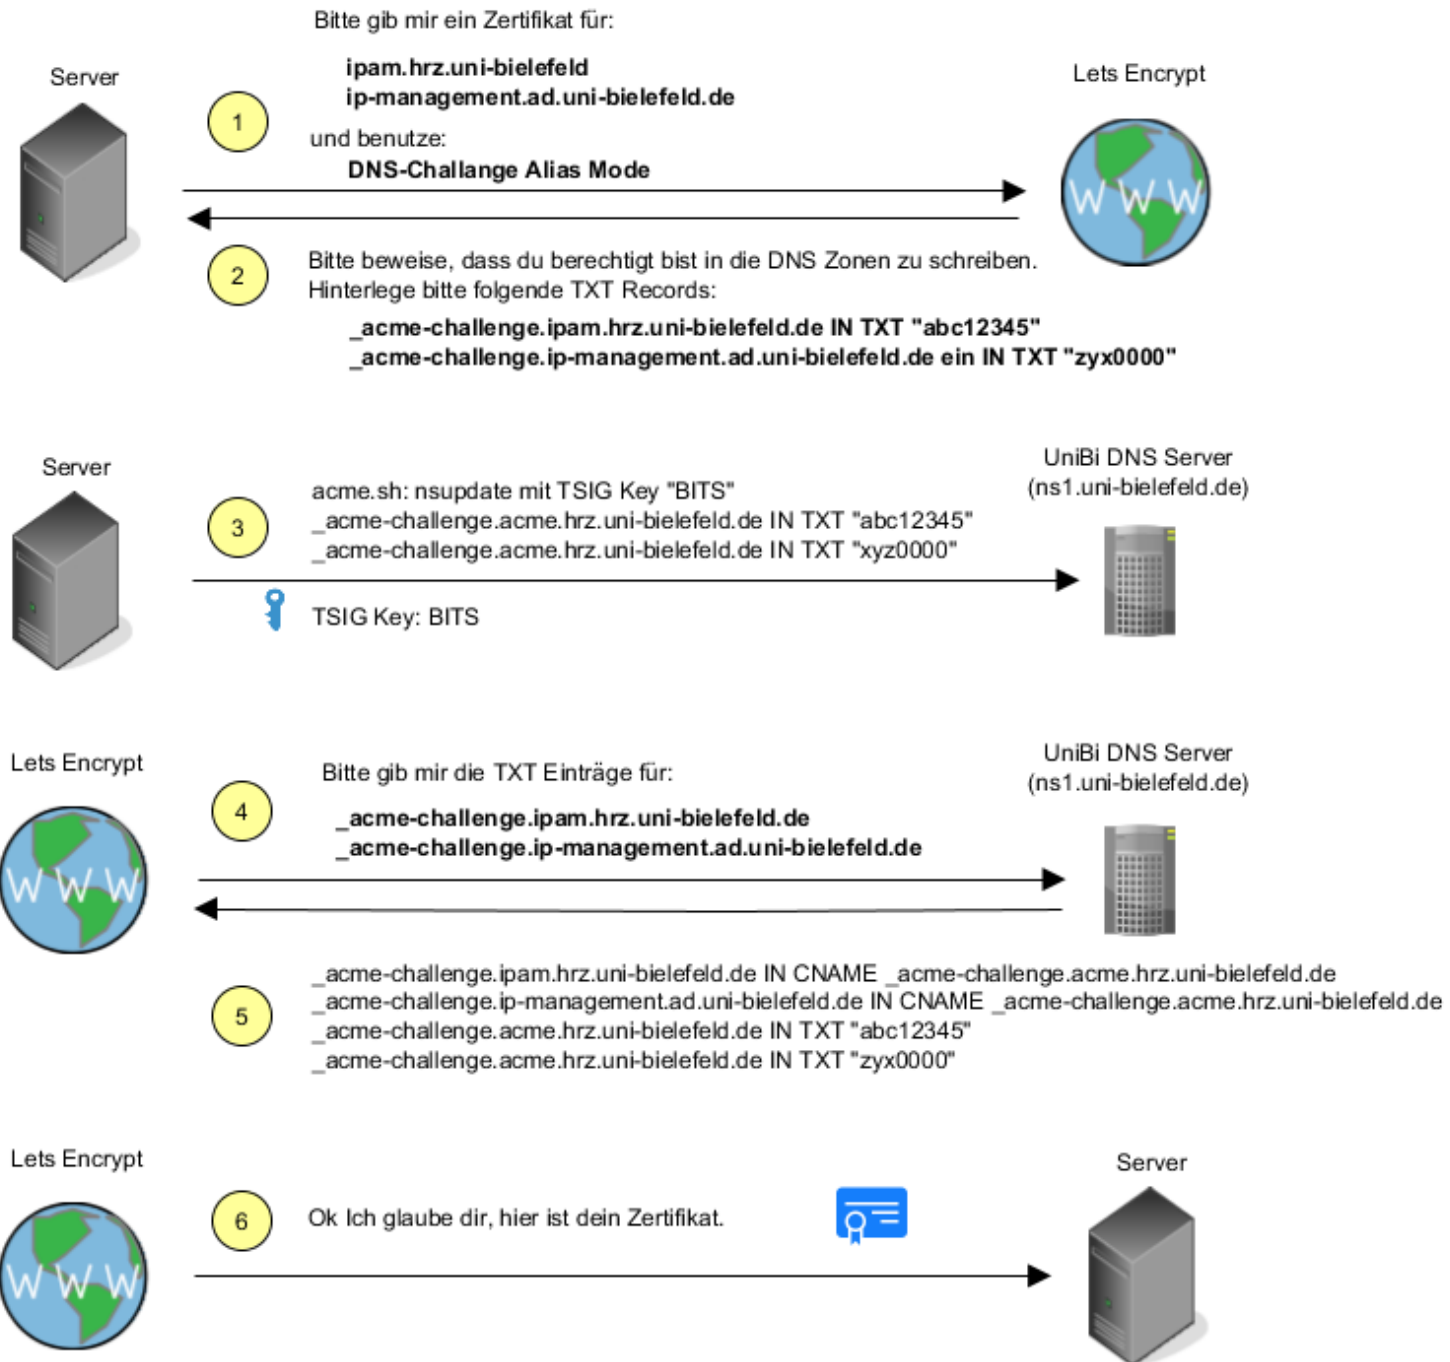 Bitte gib mir ein Zertifikat für:
Server
ipam.hrz.uni-bielefeld
ip-management.ad.uni-bielefeld.de
Lets Encrypt
1
und benutze:
DNS-Challange Alias Mode
WWW
2
Bitte beweise, dass du berechtigt bist in die DNS Zonen zu schreiben.
Hinterlege bitte folgende TXT Records:
_acme-challenge.ipam.hrz.uni-bielefeld.de IN TXT "abc12345"
_acme-challenge.ip-management.ad.uni-bielefeld.de ein IN TXT "zyx0000"
Server
UniBi DNS Server
(ns1.uni-bielefeld.de)
3
acme.sh: nsupdate mit TSIG Key "BITS"
_acme-challenge.acme.hrz.uni-bielefeld.de IN TXT "abc12345"
_acme-challenge.acme.hrz.uni-bielefeld.de IN TXT "xyz0000"
TSIG Key: BITS
Lets Encrypt
UniBi DNS Server
(ns1.uni-bielefeld.de)
4
Bitte gib mir die TXT Einträge für:
_acme-challenge.ipam.hrz.uni-bielefeld.de
_acme-challenge.ip-management.ad.uni-bielefeld.de
WWW
5
_acme-challenge.ipam.hrz.uni-bielefeld.de IN CNAME _acme-challenge.acme.hrz.uni-bielefeld.de
_acme-challenge.ip-management.ad.uni-bielefeld.de IN CNAME _acme-challenge.acme.hrz.uni-bielefeld.de
_acme-challenge.acme.hrz.uni-bielefeld.de IN TXT "abc12345"
_acme-challenge.acme.hrz.uni-bielefeld.de IN TXT "zyx0000"
Lets Encrypt
Server
6
Ok Ich glaube dir, hier ist dein Zertifikat.
WWW